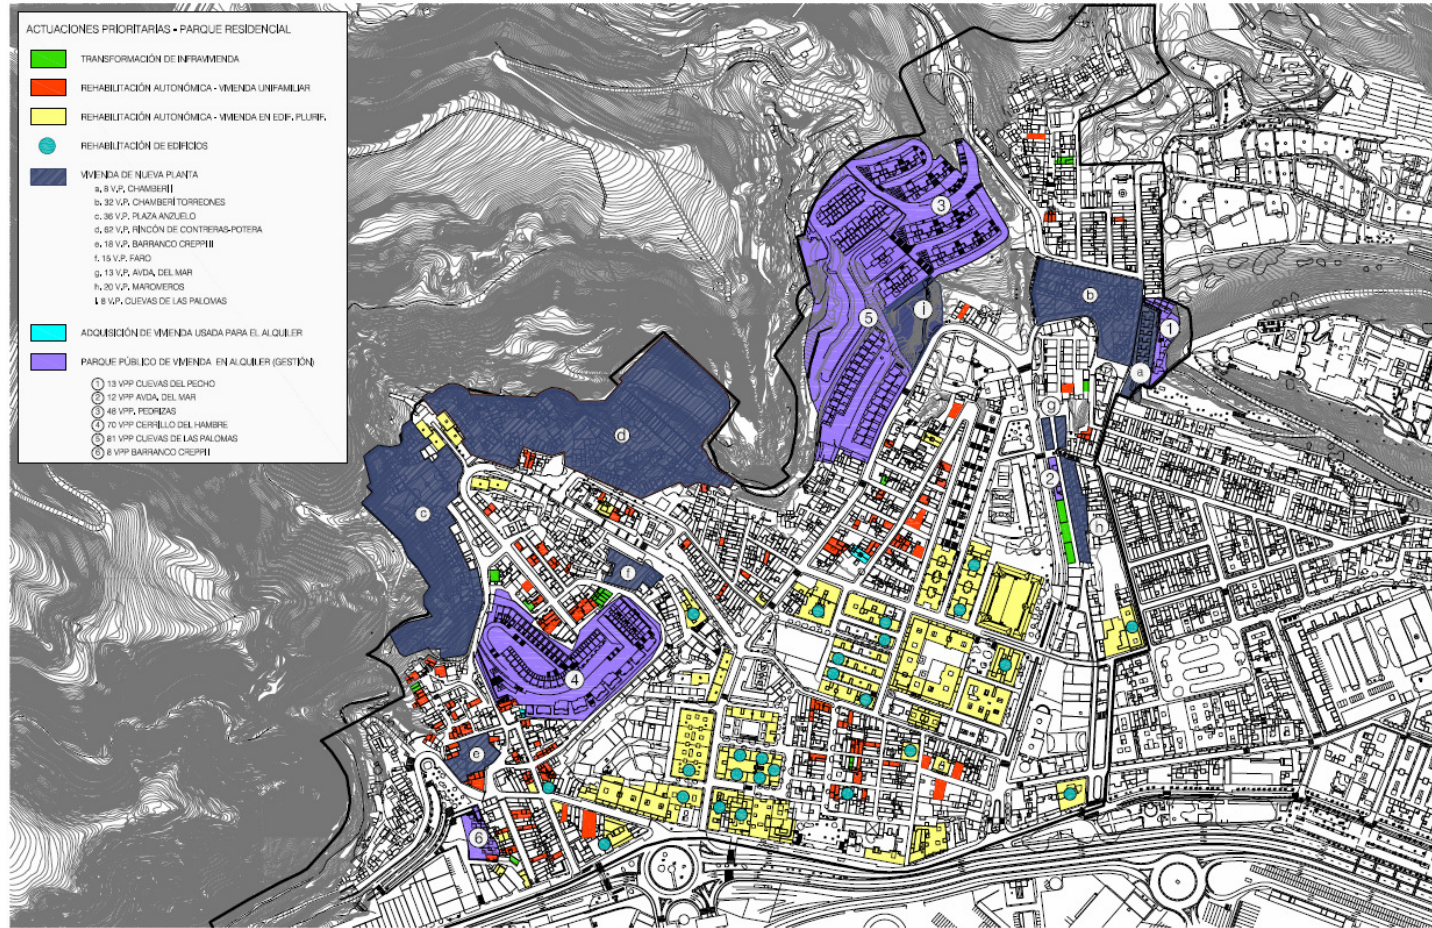 ACTUACIONES PRIORITARIAS - PARQUE RESIDENCIAL
TRANSFORMACIÓN DE INFRAVIVIENDA
REHABILITACIÓN AUTONÓMICA - VIVIENDA UNIFAMILIAR
REHABILITACIÓN AUTONÓMICA - VIVIENDA EN EDIF. PLURIF.
REHABILITACIÓN DE EDIFICIOS
VIVIENDA DE NUEVA PLANTA
a. 8 V.P. CHAMBERÍ
b. 32 V.P. CHAMBERÍ TORREONES
c. 36 V.P. PLAZA ANZUELO
d. 62 V.P. RINCÓN DE CONTRERAS-POTERA
e. 18 V.P. BARRANCO CREPPI II
f. 15 V.P. FARO
g. 13 V.P. AVDA. DEL MAR
h. 20 V.P. MAROMEROS
i. 8 V.P. CUEVAS DE LAS PALOMAS
ADQUISICIÓN DE VIVIENDA USADA PARA EL ALQUILER
PARQUE PÚBLICO DE VIVIENDA EN ALQUILER (GESTIÓN)
1 13 VPP CUEVAS DEL PECHO
2 12 VPP AVDA. DEL MAR
3 48 VPP. PEDRIZAS
4 70 VPP CERRILLO DEL HAMBRE
5 81 VPP CUEVAS DE LAS PALOMAS
6 8 VPP BARRANCO CREPPI I
3
b
5
i
1
a
g
d
2
c
h
f
4
e
6